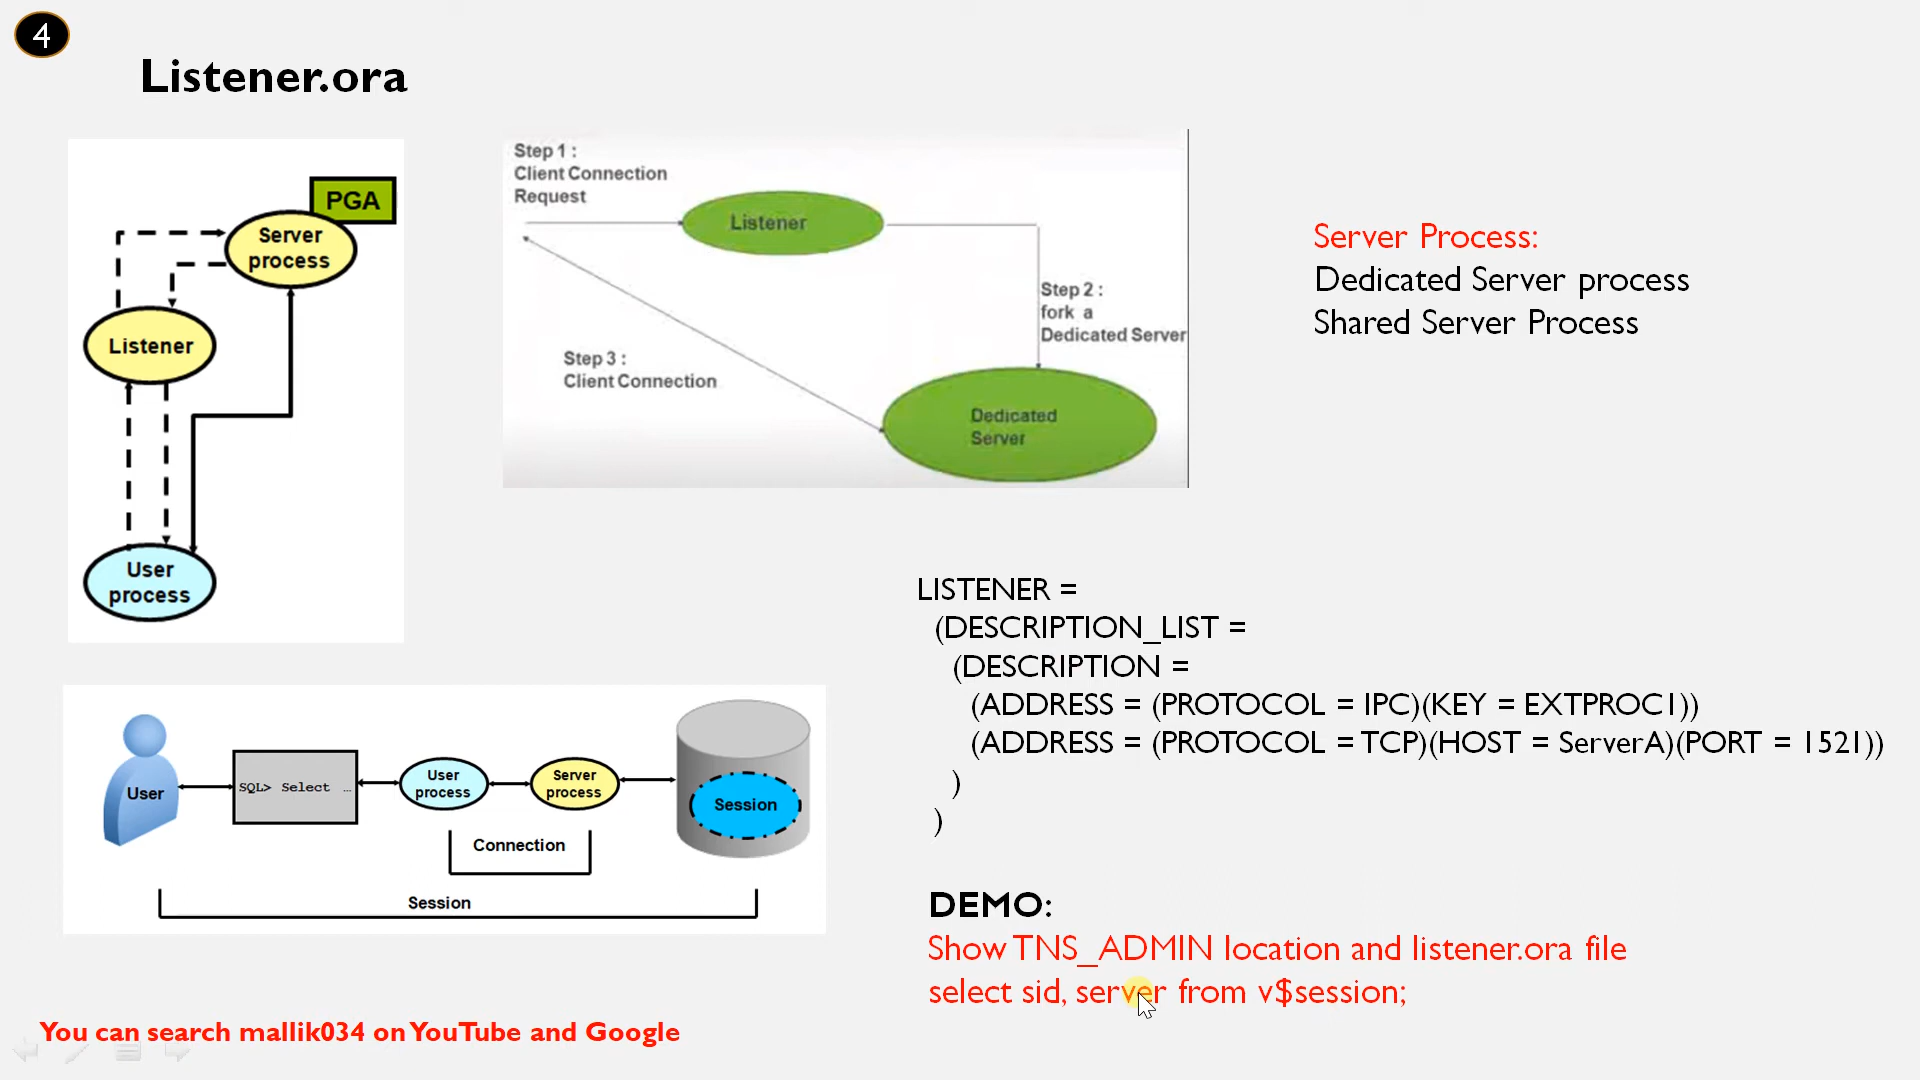 4
Listener.ora
PGA
Server
process
Listener
User
process
Step 1 :
Client Connection
Request
Listener
Step 2 :
fork a
Dedicated Server
Step 3 :
Client Connection
Dedicated
Server
Server Process:
Dedicated Server process
Shared Server Process
LISTENER =
(DESCRIPTION_LIST =
(DESCRIPTION =
(ADDRESS = (PROTOCOL = IPC)(KEY = EXTPROC1))
(ADDRESS = (PROTOCOL = TCP)(HOST = ServerA)(PORT = 1521))
)
)
User
SQL> Select …
User
process
Server
process
Session
Connection
Session
DEMO:
Show TNS_ADMIN location and listener.ora file
select sid, server from v$session;
You can search mallik034 on YouTube and Google